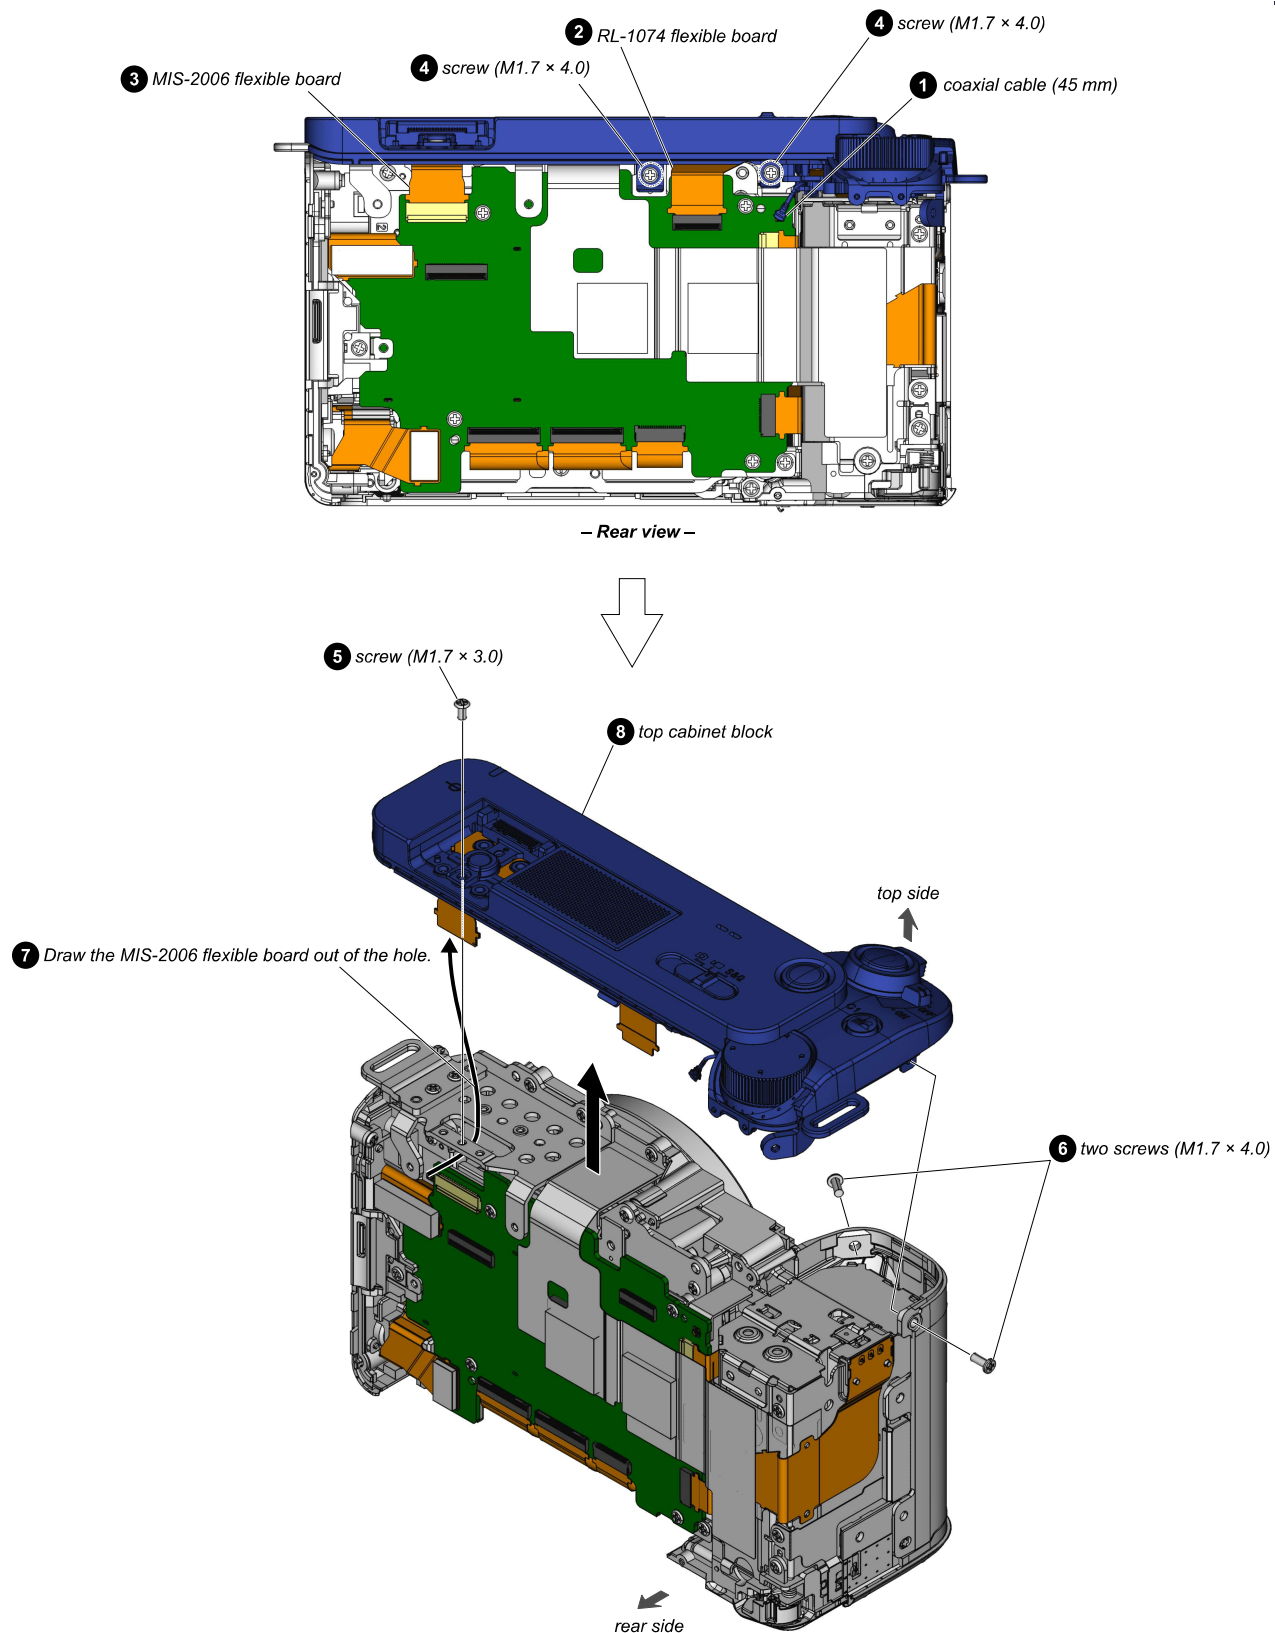 4 screw (M1.7 × 4.0)
2 RL-1074 flexible board
4 screw (M1.7 × 4.0)
3 MIS-2006 flexible board
1 coaxial cable (45 mm)
– Rear view –
5 screw (M1.7 × 3.0)
8 top cabinet block
top side
7 Draw the MIS-2006 flexible board out of the hole.
6 two screws (M1.7 × 4.0)
rear side